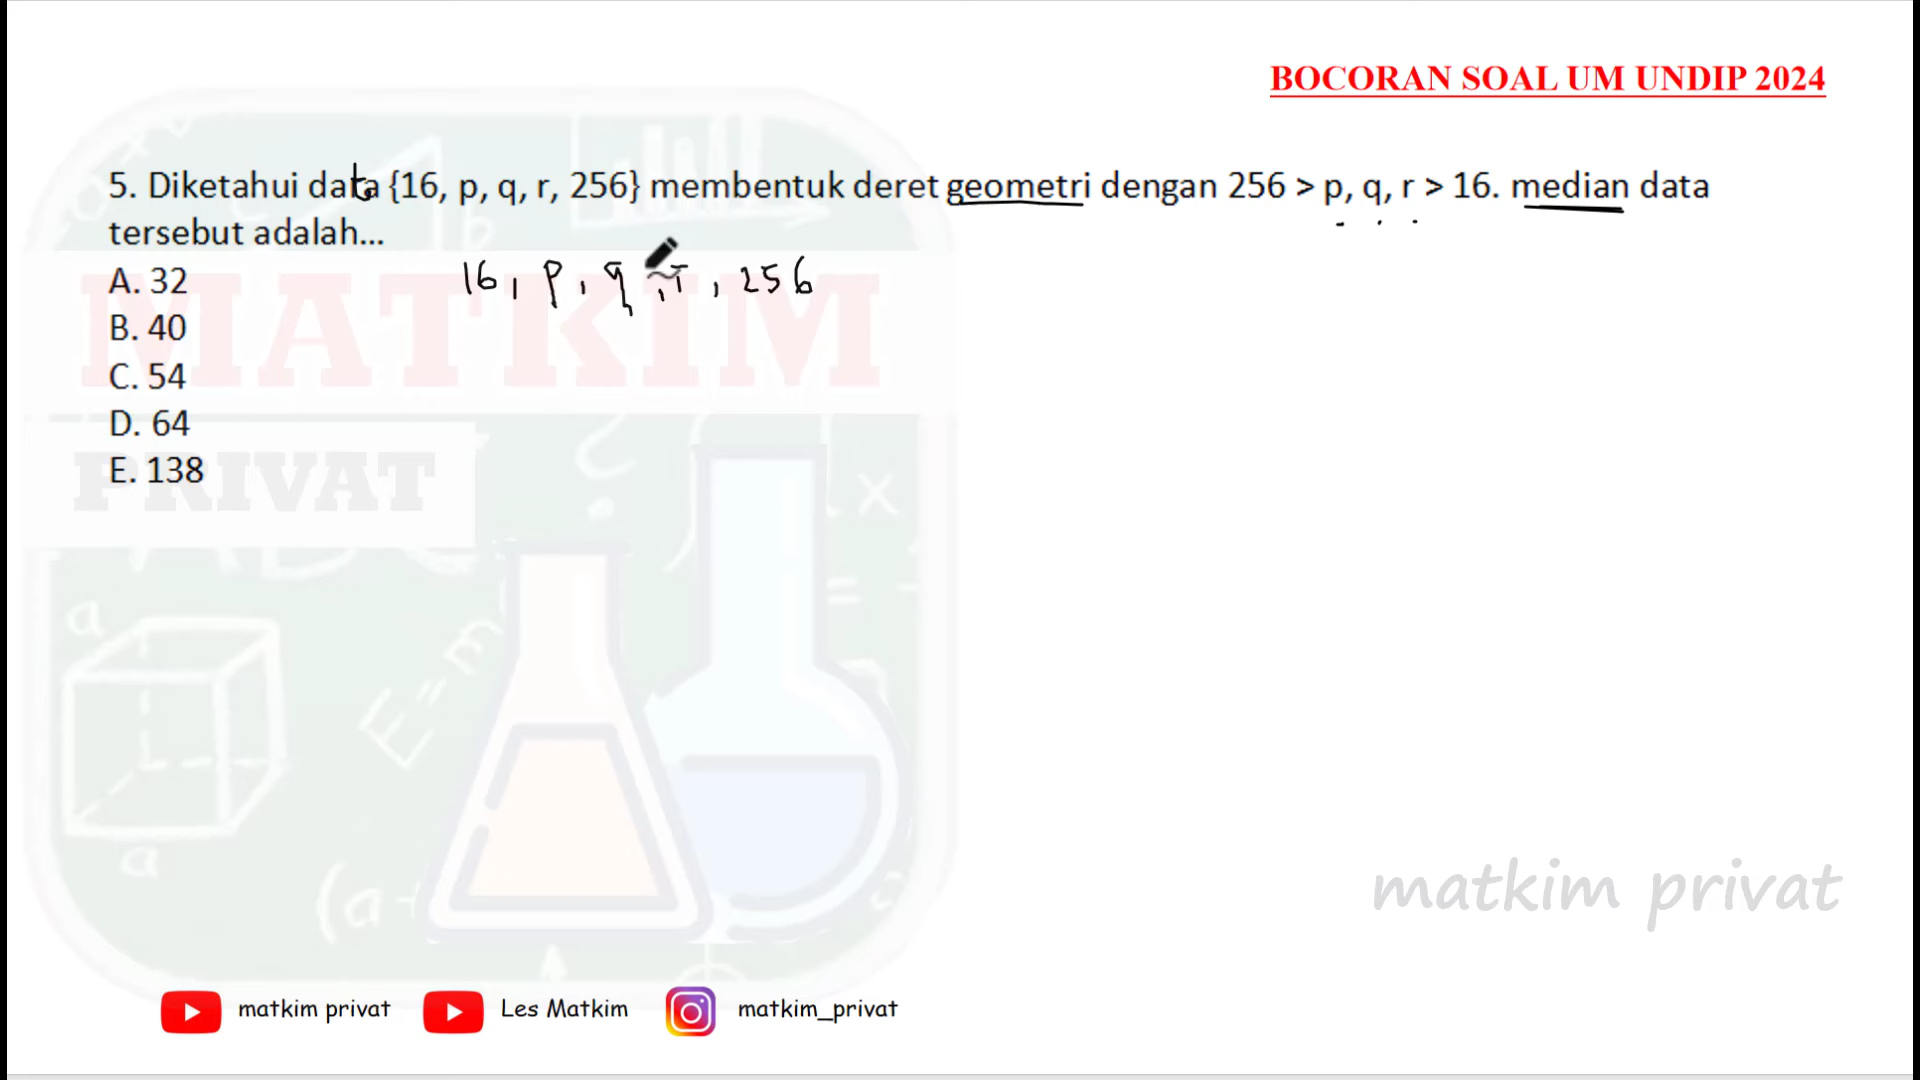 BOCORAN SOAL UM UNDIP 2024
5. Diketahui data {16, p, q, r, 256} membentuk deret geometri dengan 256 > p, q, r > 16. median data
tersebut adalah...
16, p, q, r, 256
A. 32
B. 40
C. 54
D. 64
E. 138
MATKIM
PRIVAT
a
a
E=m
(a+
x
=
matkim privat
matkim privat
Les Matkim
matkim_privat